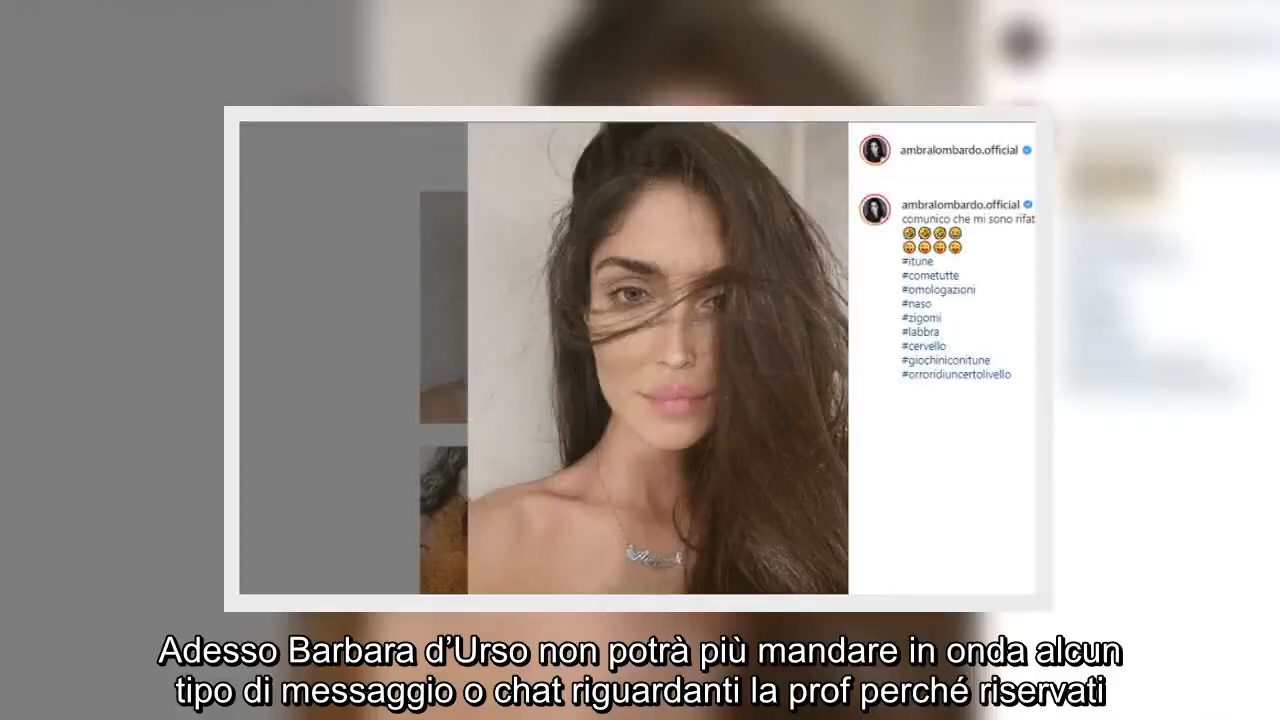 ambralombardo.official
ambralombardo.official
comunico che mi sono rifat
🤣🤣🤣😂
😜😜😜😜
#itune
#cometutte
#omologazioni
#naso
#zigomi
#labbra
#cervello
#giochiniconitune
#orroridiuncertolivello
Adesso Barbara d’Urso non potrà più mandare in onda alcun
tipo di messaggio o chat riguardanti la prof perché riservati